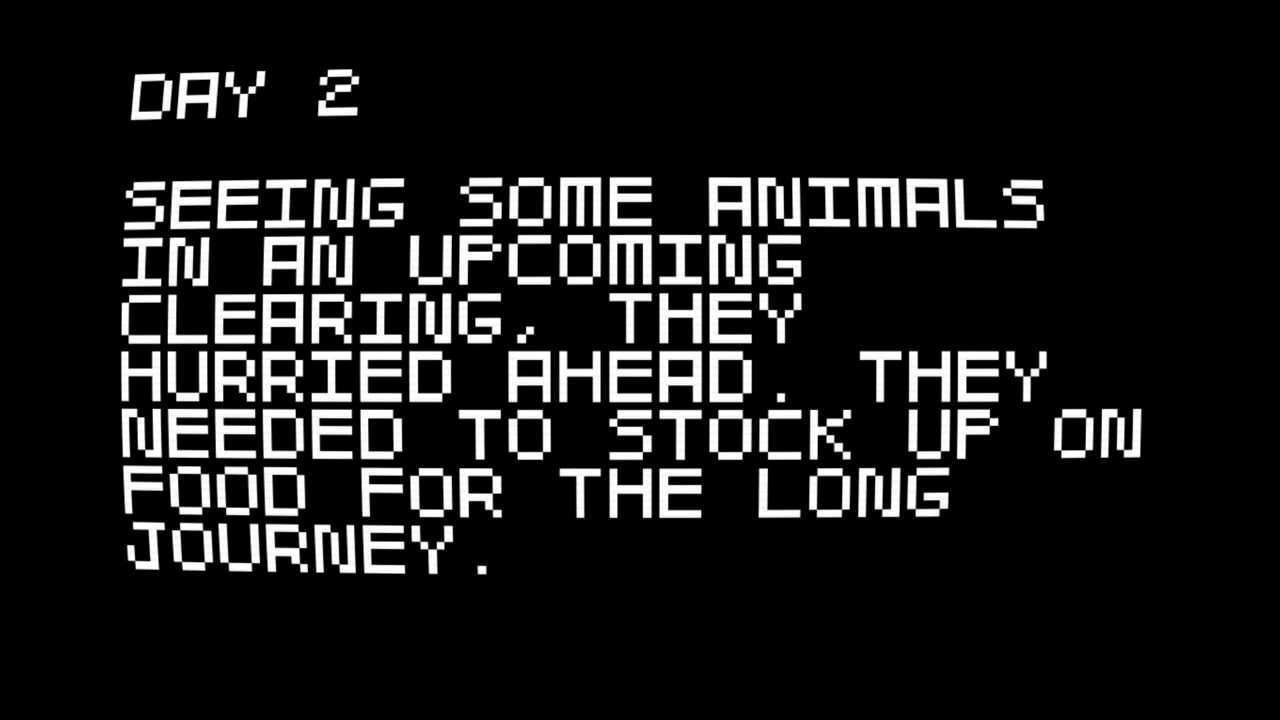 DAY 2
SEEING SOME ANIMALS
IN AN UPCOMING
CLEARING, THEY
HURRIED AHEAD. THEY
NEEDED TO STOCK UP ON
FOOD FOR THE LONG
JOURNEY.